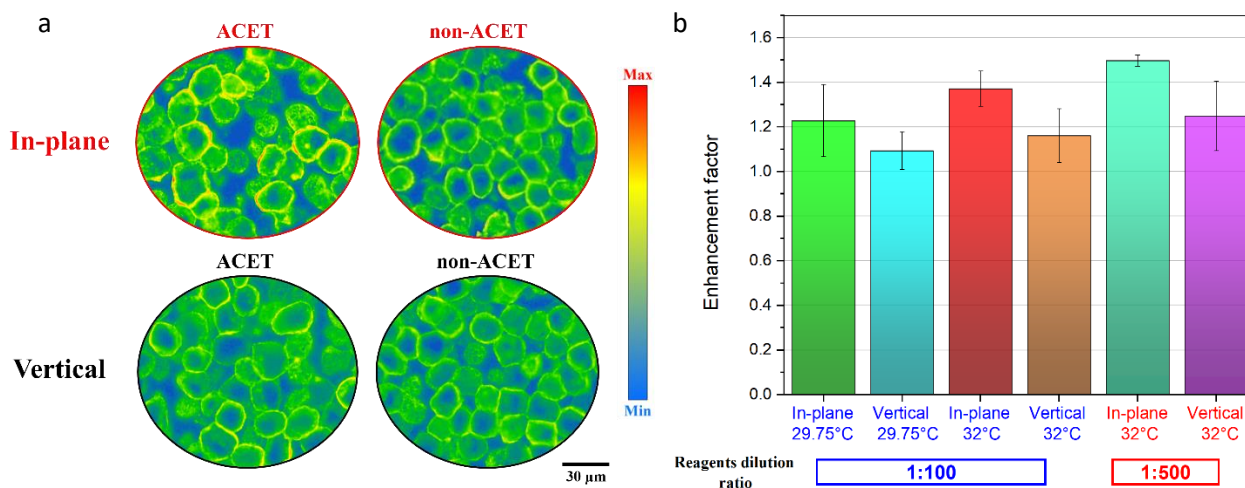 a
ACET
non-ACET
In-plane
Max
Min
ACET
non-ACET
Vertical
30 µm
b
Enhancement factor
1.6
1.4
1.2
1.0
0.8
0.6
0.4
0.2
0.0
In-plane Vertical In-plane Vertical In-plane Vertical
29.75°C 29.75°C 32°C 32°C 32°C 32°C
Reagents dilution
ratio
1:100
1:500